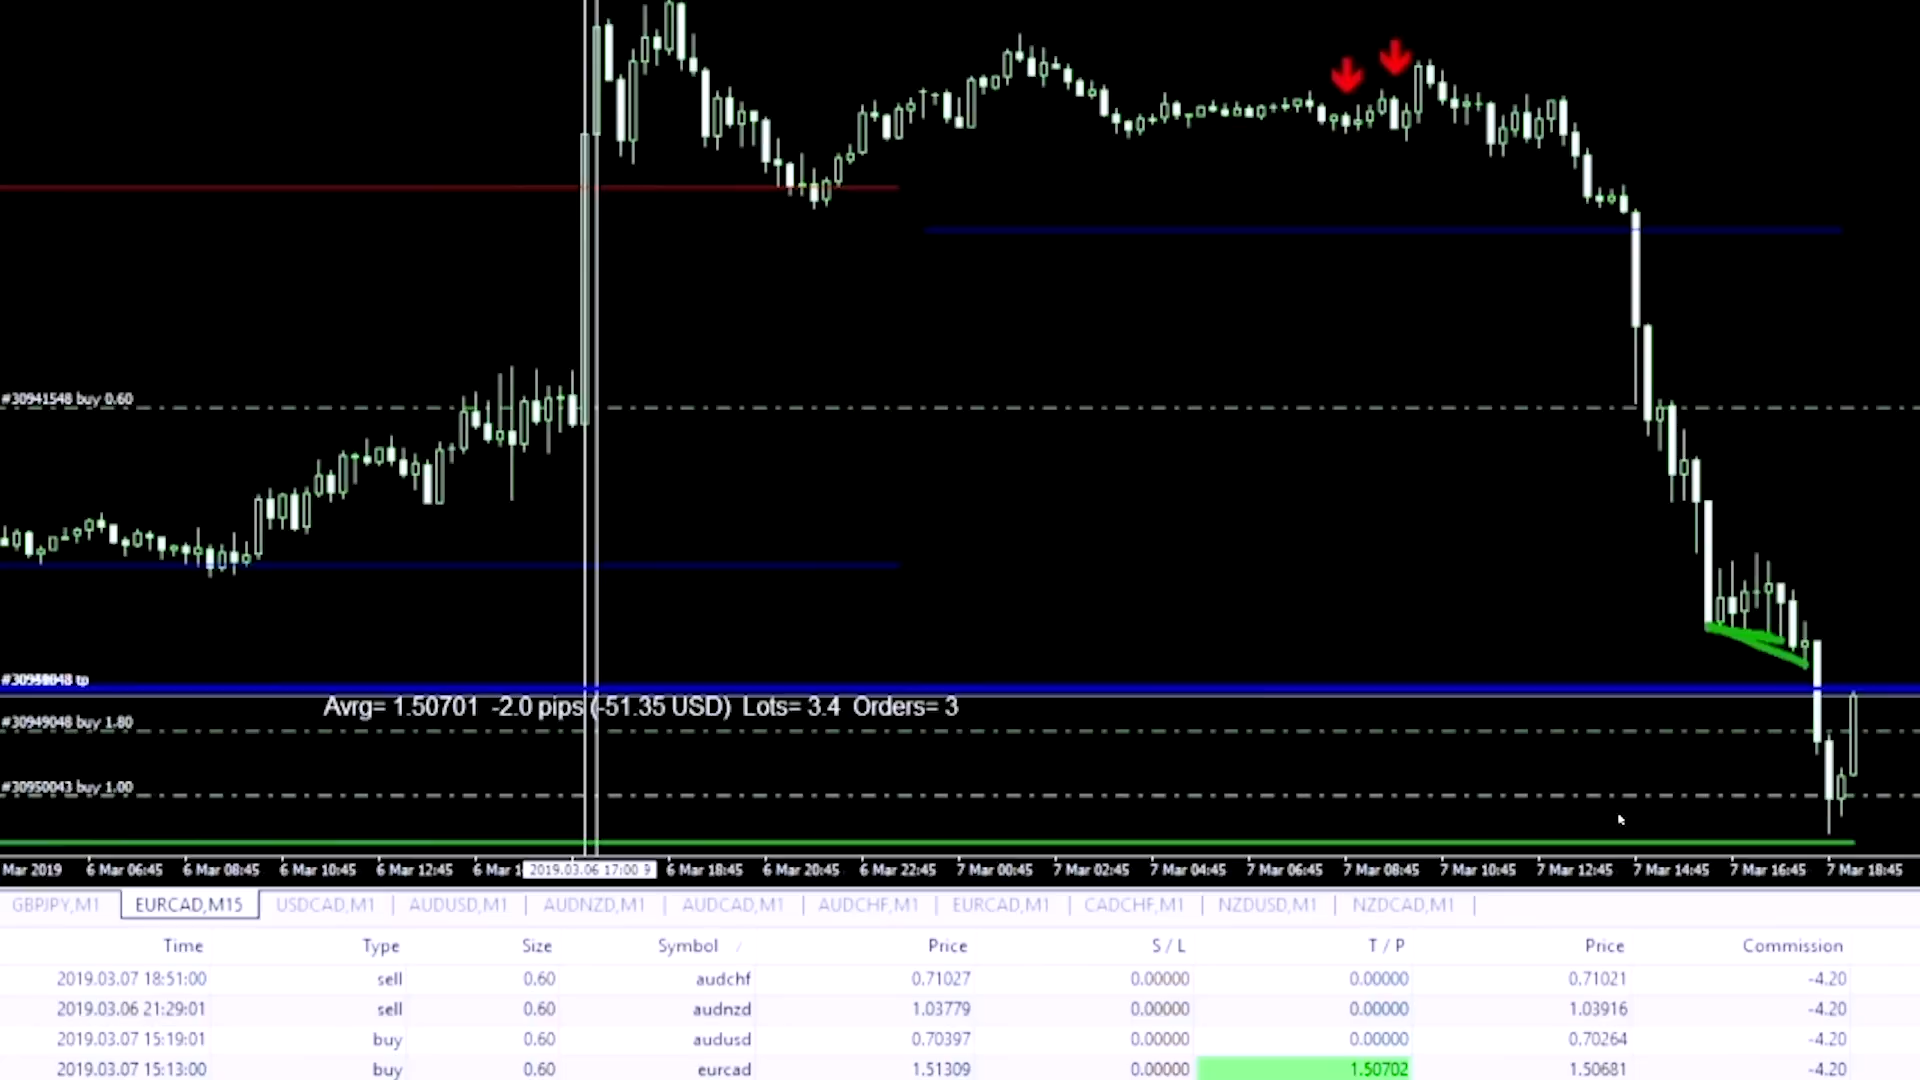 #30941548 buy 0.60
Avrg= 1.50701 -2.0 pips (-51.35 USD) Lots= 3.4 Orders= 3
#30949048 buy 1.80
#30950043 buy 1.00
Mar 2019 6 Mar 06:45 6 Mar 08:45 6 Mar 10:45 6 Mar 12:45 6 Mar 1 2019.03.06 17:00 9 6 Mar 18:45 6 Mar 20:45 6 Mar 22:45 7 Mar 00:45 7 Mar 02:45 7 Mar 04:45 7 Mar 06:45 7 Mar 08:45 7 Mar 10:45 7 Mar 12:45 7 Mar 14:45 7 Mar 16:45 7 Mar 18:45
GBPJPY,M1 EURCAD,M15 USDCAD,M1 AUDUSD,M1 AUDNZD,M1 AUDCAD,M1 AUDCHF,M1 EURCAD,M1 CADCHF,M1 NZDUSD,M1 NZDCAD,M1
Time Type Size Symbol / Price S / L T / P Price Commission
2019.03.07 18:51:00 sell 0.60 audchf 0.71027 0.00000 0.00000 0.71021 -4.20
2019.03.06 21:29:01 sell 0.60 audnzd 1.03779 0.00000 0.00000 1.03916 -4.20
2019.03.07 15:19:01 buy 0.60 audusd 0.70397 0.00000 0.00000 0.70264 -4.20
2019.03.07 15:13:00 buy 0.60 eurcad 1.51309 0.00000 1.50702 1.50681 -4.20